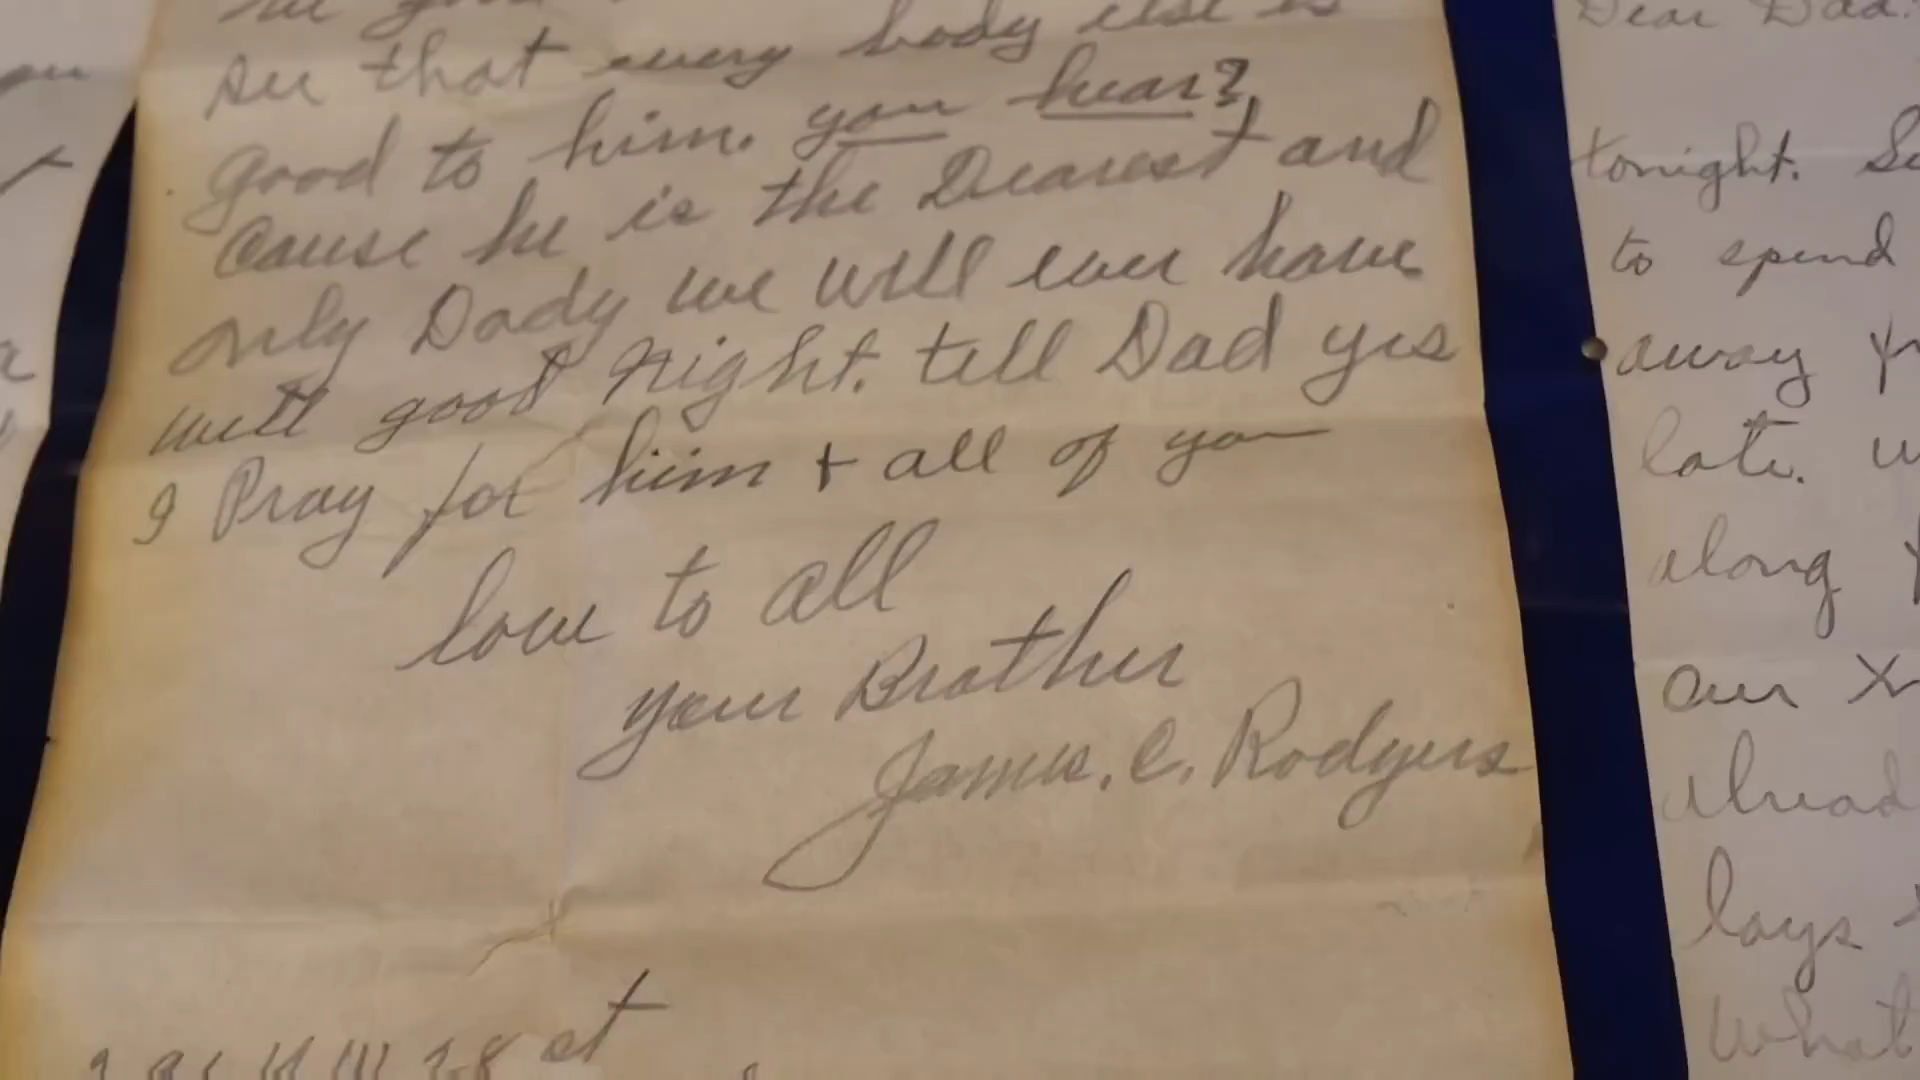 see that every body else is
good to him. you hear?
Cause he is the Dearest and
only Dady we will ever have
well good night. tell Dad yes
I Pray for him + all of you
love to all
your Brother
James. C. Rodgers
Dear Dad.
tonight.
to spend
away
late.
along
our
lays
What